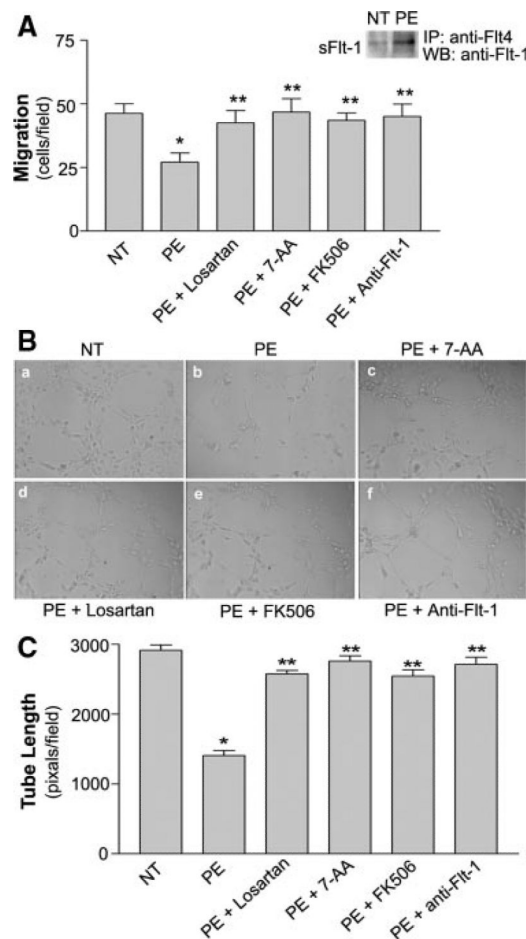 A
NT PE
sFlt-1
IP: anti-Flt4
WB: anti-Flt-1
75
50
25
0
Migration
(cells/field)
*
**
**
**
**
NT
PE
PE + Losartan
PE + 7-AA
PE + FK506
PE + Anti-Flt-1
B
NT PE PE + 7-AA
a b c
d e f
PE + Losartan PE + FK506 PE + Anti-Flt-1
C
3000
2000
1000
0
Tube Length
(pixals/field)
*
**
**
**
**
NT
PE
PE + Losartan
PE + 7-AA
PE + FK506
PE + anti-Flt-1